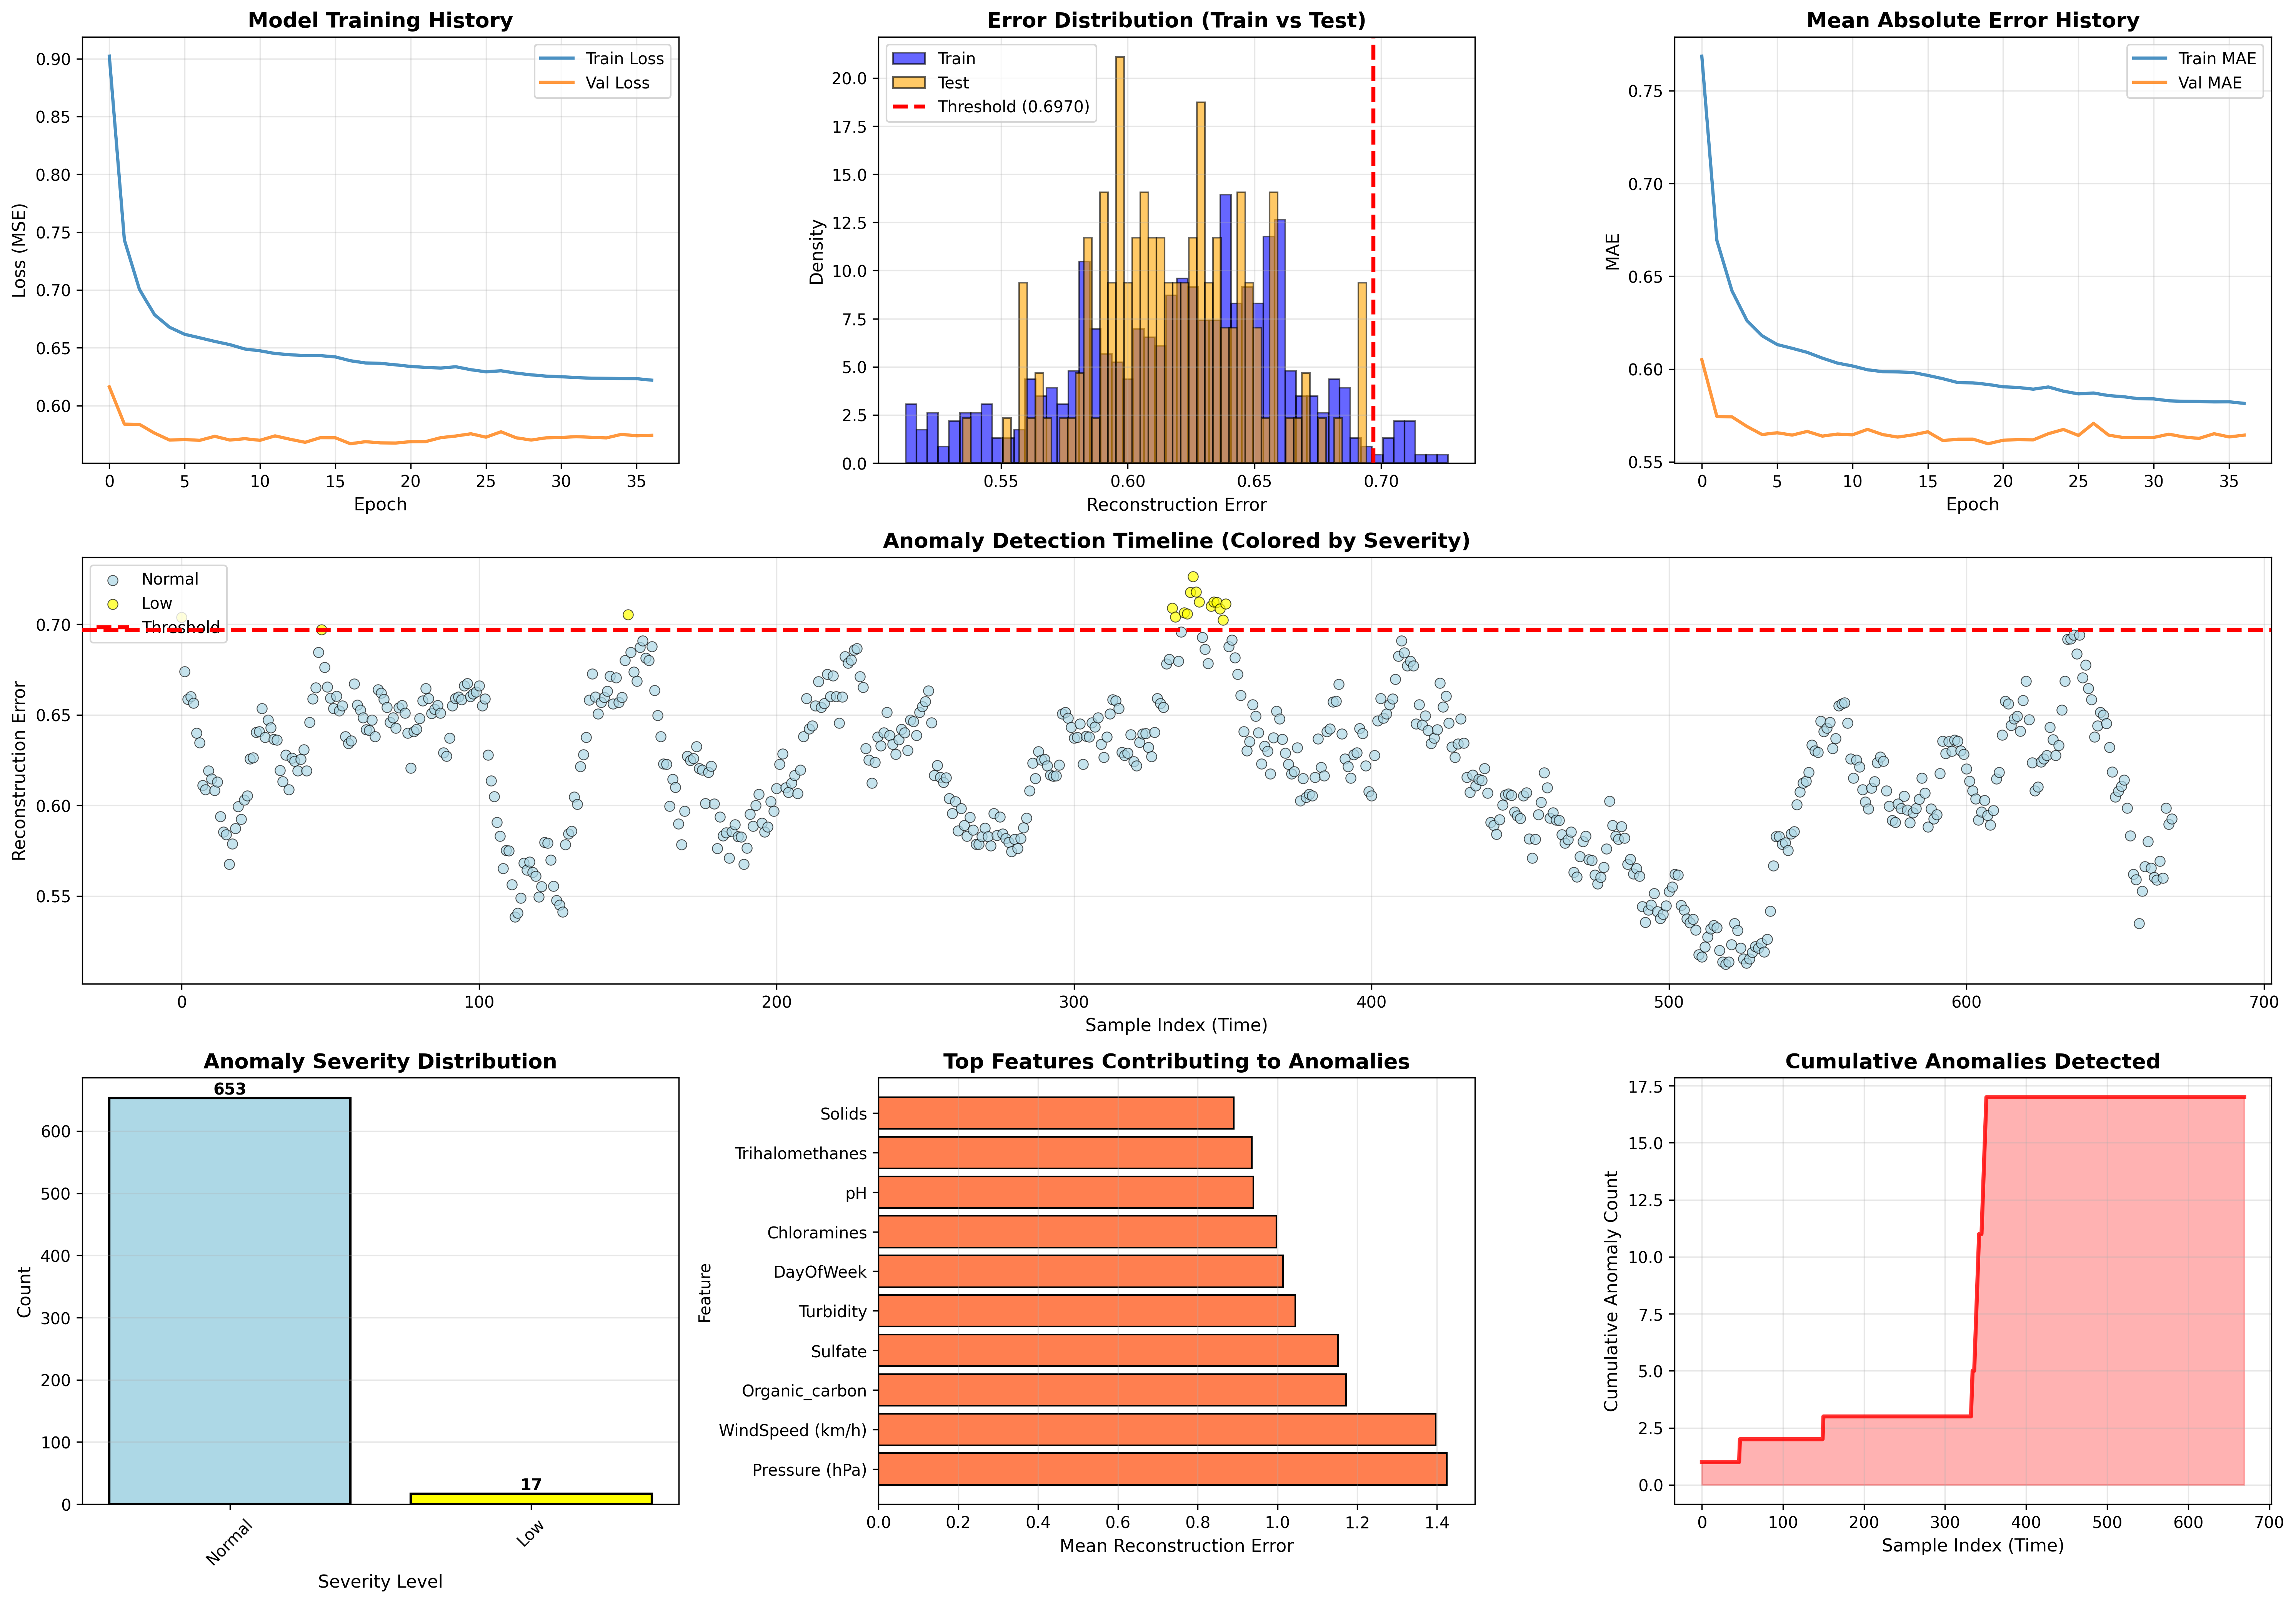 Model Training History
Train Loss
Val Loss
0.90
0.85
0.80
0.75
0.70
0.65
0.60
Loss (MSE)
0 5 10 15 20 25 30 35
Epoch
Error Distribution (Train vs Test)
Train
Test
Threshold (0.6970)
20.0
17.5
15.0
12.5
10.0
7.5
5.0
2.5
0.0
Density
0.55 0.60 0.65 0.70
Reconstruction Error
Mean Absolute Error History
Train MAE
Val MAE
0.75
0.70
0.65
0.60
0.55
MAE
0 5 10 15 20 25 30 35
Epoch
Anomaly Detection Timeline (Colored by Severity)
Normal
Low
Threshold
0.70
0.65
0.60
0.55
Reconstruction Error
0 100 200 300 400 500 600 700
Sample Index (Time)
Anomaly Severity Distribution
653
17
600
500
400
300
200
100
0
Count
Normal
Low
Severity Level
Top Features Contributing to Anomalies
Solids
Trihalomethanes
pH
Chloramines
DayOfWeek
Turbidity
Sulfate
Organic_carbon
WindSpeed (km/h)
Pressure (hPa)
Feature
0.0 0.2 0.4 0.6 0.8 1.0 1.2 1.4
Mean Reconstruction Error
Cumulative Anomalies Detected
17.5
15.0
12.5
10.0
7.5
5.0
2.5
0.0
Cumulative Anomaly Count
0 100 200 300 400 500 600 700
Sample Index (Time)